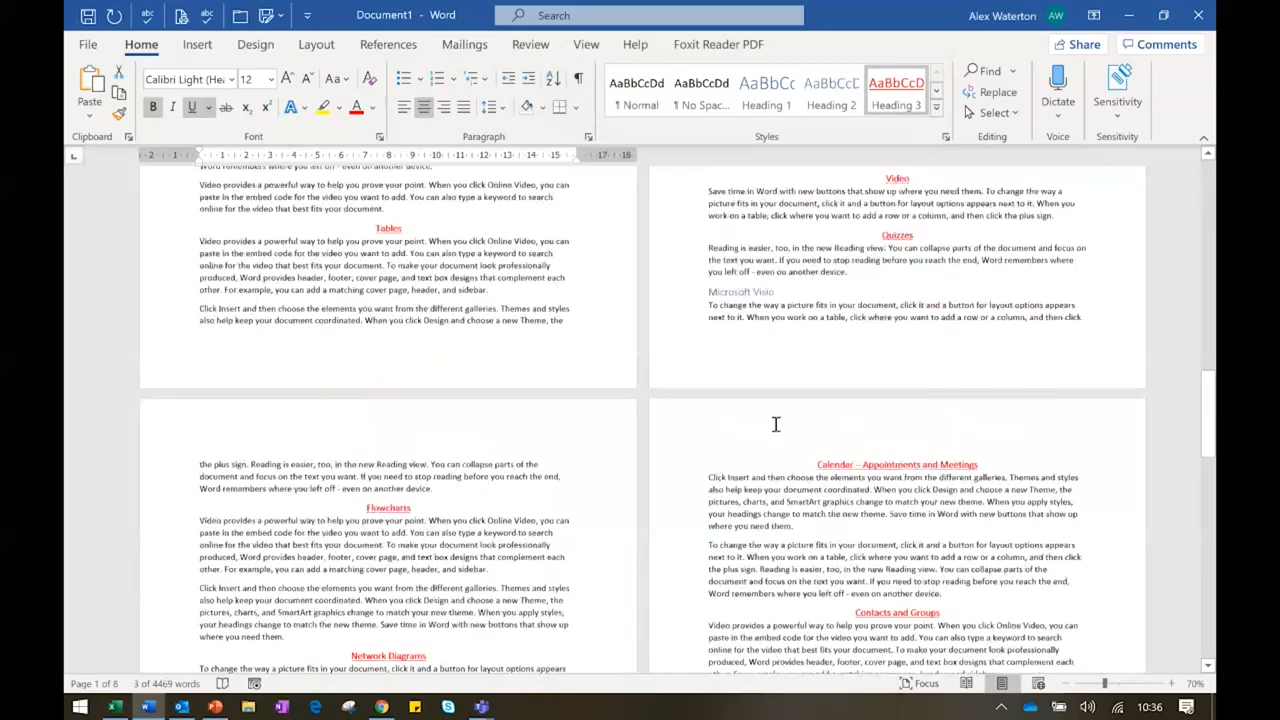 Document1 - Word
Search
Alex Waterton AW
File Home Insert Design Layout References Mailings Review View Help Foxit Reader PDF Share Comments
Paste
Calibri Light (He 12
Aa
B I U ab x₂ x² A A
AaBbCcDd AaBbCcDd AaBbCc AaBbCcD AaBbCcD
¶ Normal ¶ No Spac... Heading 1 Heading 2 Heading 3
Find
Replace
Select
Dictate
Sensitivity
Clipboard Font Paragraph Styles Editing Voice Sensitivity
2 1 1 2 3 4 5 6 7 8 9 10 11 12 13 14 15 17 18
Word remembers where you left off - even on another device.
Video provides a powerful way to help you prove your point. When you click Online Video, you can
paste in the embed code for the video you want to add. You can also type a keyword to search
online for the video that best fits your document.
Tables
Video provides a powerful way to help you prove your point. When you click Online Video, you can
paste in the embed code for the video you want to add. You can also type a keyword to search
online for the video that best fits your document. To make your document look professionally
produced, Word provides header, footer, cover page, and text box designs that complement each
other. For example, you can add a matching cover page, header, and sidebar.
Click Insert and then choose the elements you want from the different galleries. Themes and styles
also help keep your document coordinated. When you click Design and choose a new Theme, the
Video
Save time in Word with new buttons that show up where you need them. To change the way a
picture fits in your document, click it and a button for layout options appears next to it. When you
work on a table, click where you want to add a row or a column, and then click the plus sign.
Quizzes
Reading is easier, too, in the new Reading view. You can collapse parts of the document and focus on
the text you want. If you need to stop reading before you reach the end, Word remembers where
you left off - even on another device.
Microsoft Visio
To change the way a picture fits in your document, click it and a button for layout options appears
next to it. When you work on a table, click where you want to add a row or a column, and then click
the plus sign. Reading is easier, too, in the new Reading view. You can collapse parts of the
document and focus on the text you want. If you need to stop reading before you reach the end,
Word remembers where you left off - even on another device.
Flowcharts
Video provides a powerful way to help you prove your point. When you click Online Video, you can
paste in the embed code for the video you want to add. You can also type a keyword to search
online for the video that best fits your document. To make your document look professionally
produced, Word provides header, footer, cover page, and text box designs that complement each
other. For example, you can add a matching cover page, header, and sidebar.
Click Insert and then choose the elements you want from the different galleries. Themes and styles
also help keep your document coordinated. When you click Design and choose a new Theme, the
pictures, charts, and SmartArt graphics change to match your new theme. When you apply styles,
your headings change to match the new theme. Save time in Word with new buttons that show up
where you need them.
Network Diagrams
To change the way a picture fits in your document, click it and a button for layout options appears
Calendar – Appointments and Meetings
Click Insert and then choose the elements you want from the different galleries. Themes and styles
also help keep your document coordinated. When you click Design and choose a new Theme, the
pictures, charts, and SmartArt graphics change to match your new theme. When you apply styles,
your headings change to match the new theme. Save time in Word with new buttons that show up
where you need them.
To change the way a picture fits in your document, click it and a button for layout options appears
next to it. When you work on a table, click where you want to add a row or a column, and then click
the plus sign. Reading is easier, too, in the new Reading view. You can collapse parts of the
document and focus on the text you want. If you need to stop reading before you reach the end,
Word remembers where you left off - even on another device.
Contacts and Groups
Video provides a powerful way to help you prove your point. When you click Online Video, you can
paste in the embed code for the video you want to add. You can also type a keyword to search
online for the video that best fits your document. To make your document look professionally
produced, Word provides header, footer, cover page, and text box designs that complement each
Page 1 of 8 3 of 4469 words Focus 70%
10:36